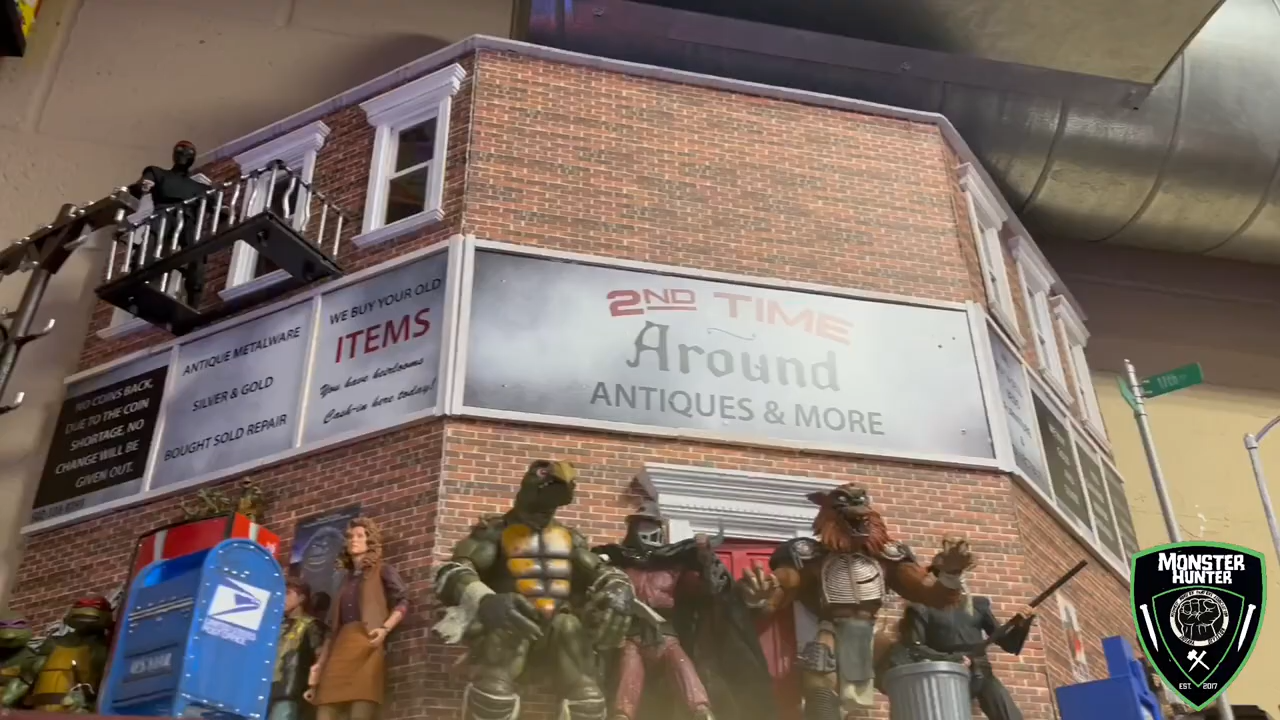 NO COINS BACK,
DUE TO THE COIN
SHORTAGE, NO
CHANGE WILL BE
GIVEN OUT.
ANTIQUE METALWARE
SILVER & GOLD
BOUGHT SOLD REPAIR
WE BUY YOUR OLD
ITEMS
You have heirlooms
Cash-in here today!
2ND TIME
Around
ANTIQUES & MORE
11th
MONSTER
HUNTER
EST. 2017